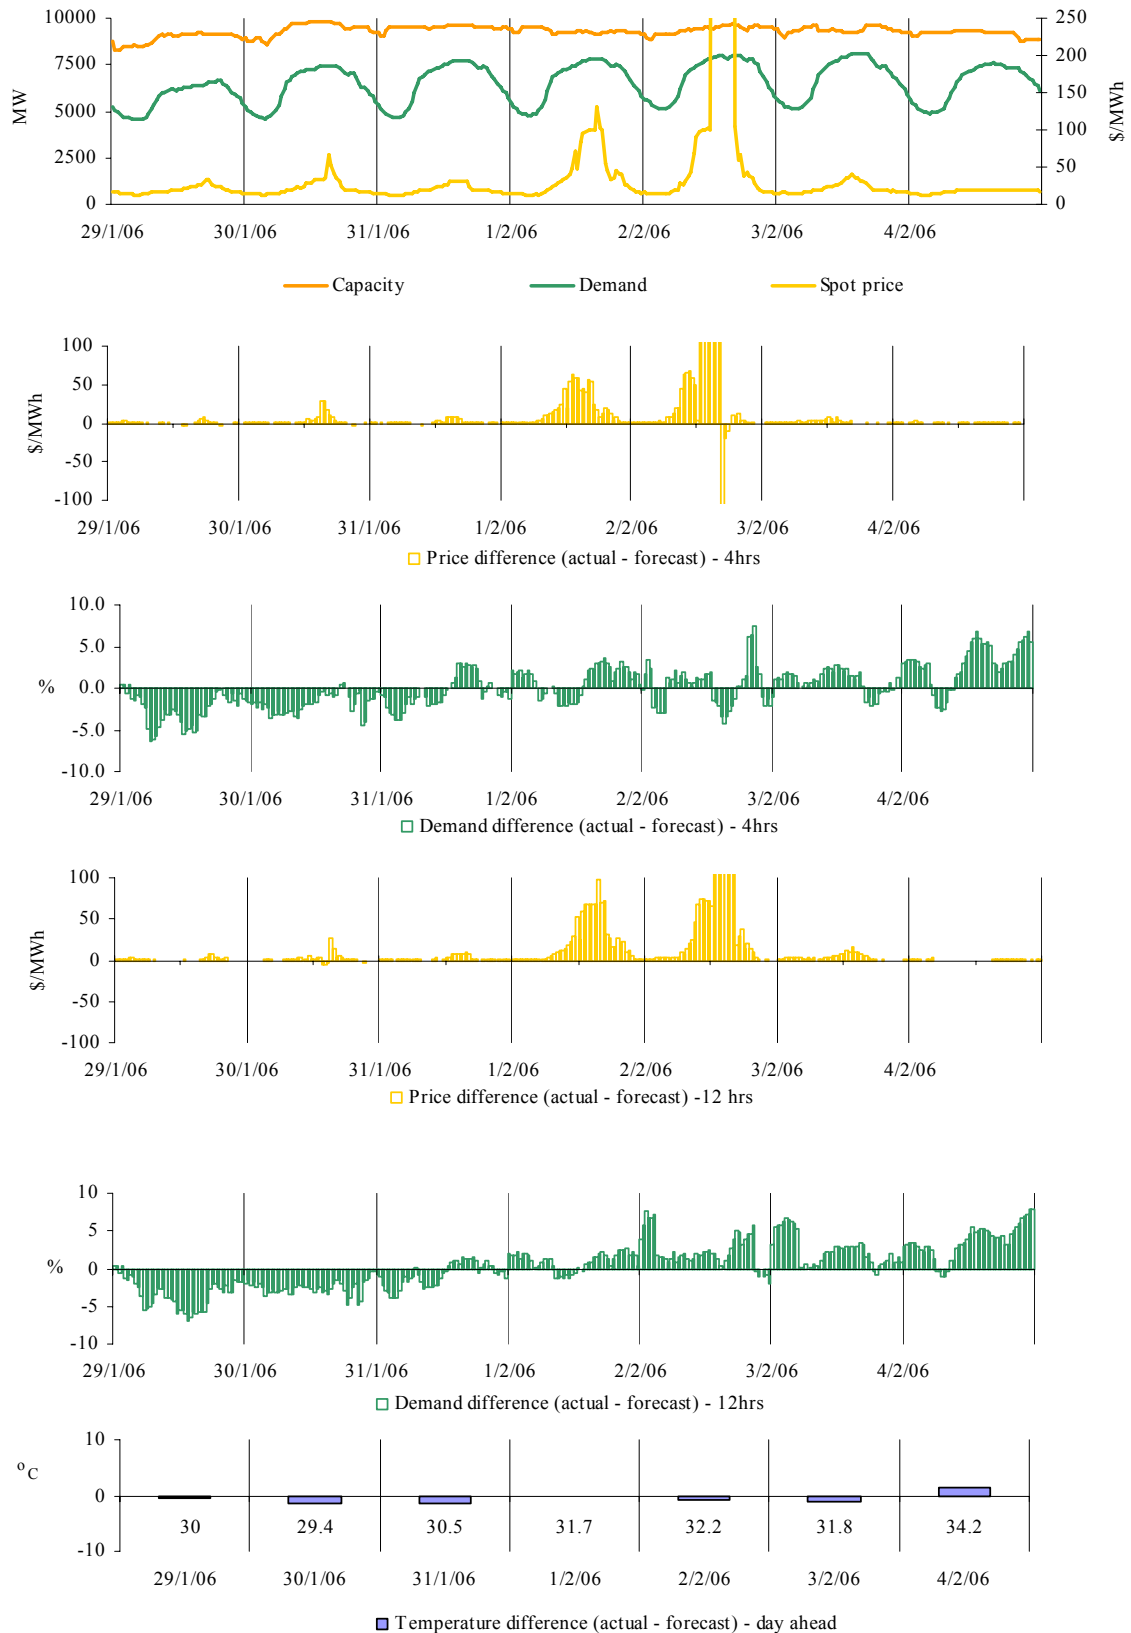 10000
7500
5000
2500
0
MW
250
200
150
100
50
0
$/MWh
29/1/06 30/1/06 31/1/06 1/2/06 2/2/06 3/2/06 4/2/06
Capacity Demand Spot price
100
50
0
-50
-100
$/MWh
29/1/06 30/1/06 31/1/06 1/2/06 2/2/06 3/2/06 4/2/06
Price difference (actual - forecast) - 4hrs
10.0
5.0
0.0
-5.0
-10.0
%
29/1/06 30/1/06 31/1/06 1/2/06 2/2/06 3/2/06 4/2/06
Demand difference (actual - forecast) - 4hrs
100
50
0
-50
-100
$/MWh
29/1/06 30/1/06 31/1/06 1/2/06 2/2/06 3/2/06 4/2/06
Price difference (actual - forecast) -12 hrs
10
5
0
-5
-10
%
29/1/06 30/1/06 31/1/06 1/2/06 2/2/06 3/2/06 4/2/06
Demand difference (actual - forecast) - 12hrs
10
0
-10
o C
30 29.4 30.5 31.7 32.2 31.8 34.2
29/1/06 30/1/06 31/1/06 1/2/06 2/2/06 3/2/06 4/2/06
Temperature difference (actual - forecast) - day ahead